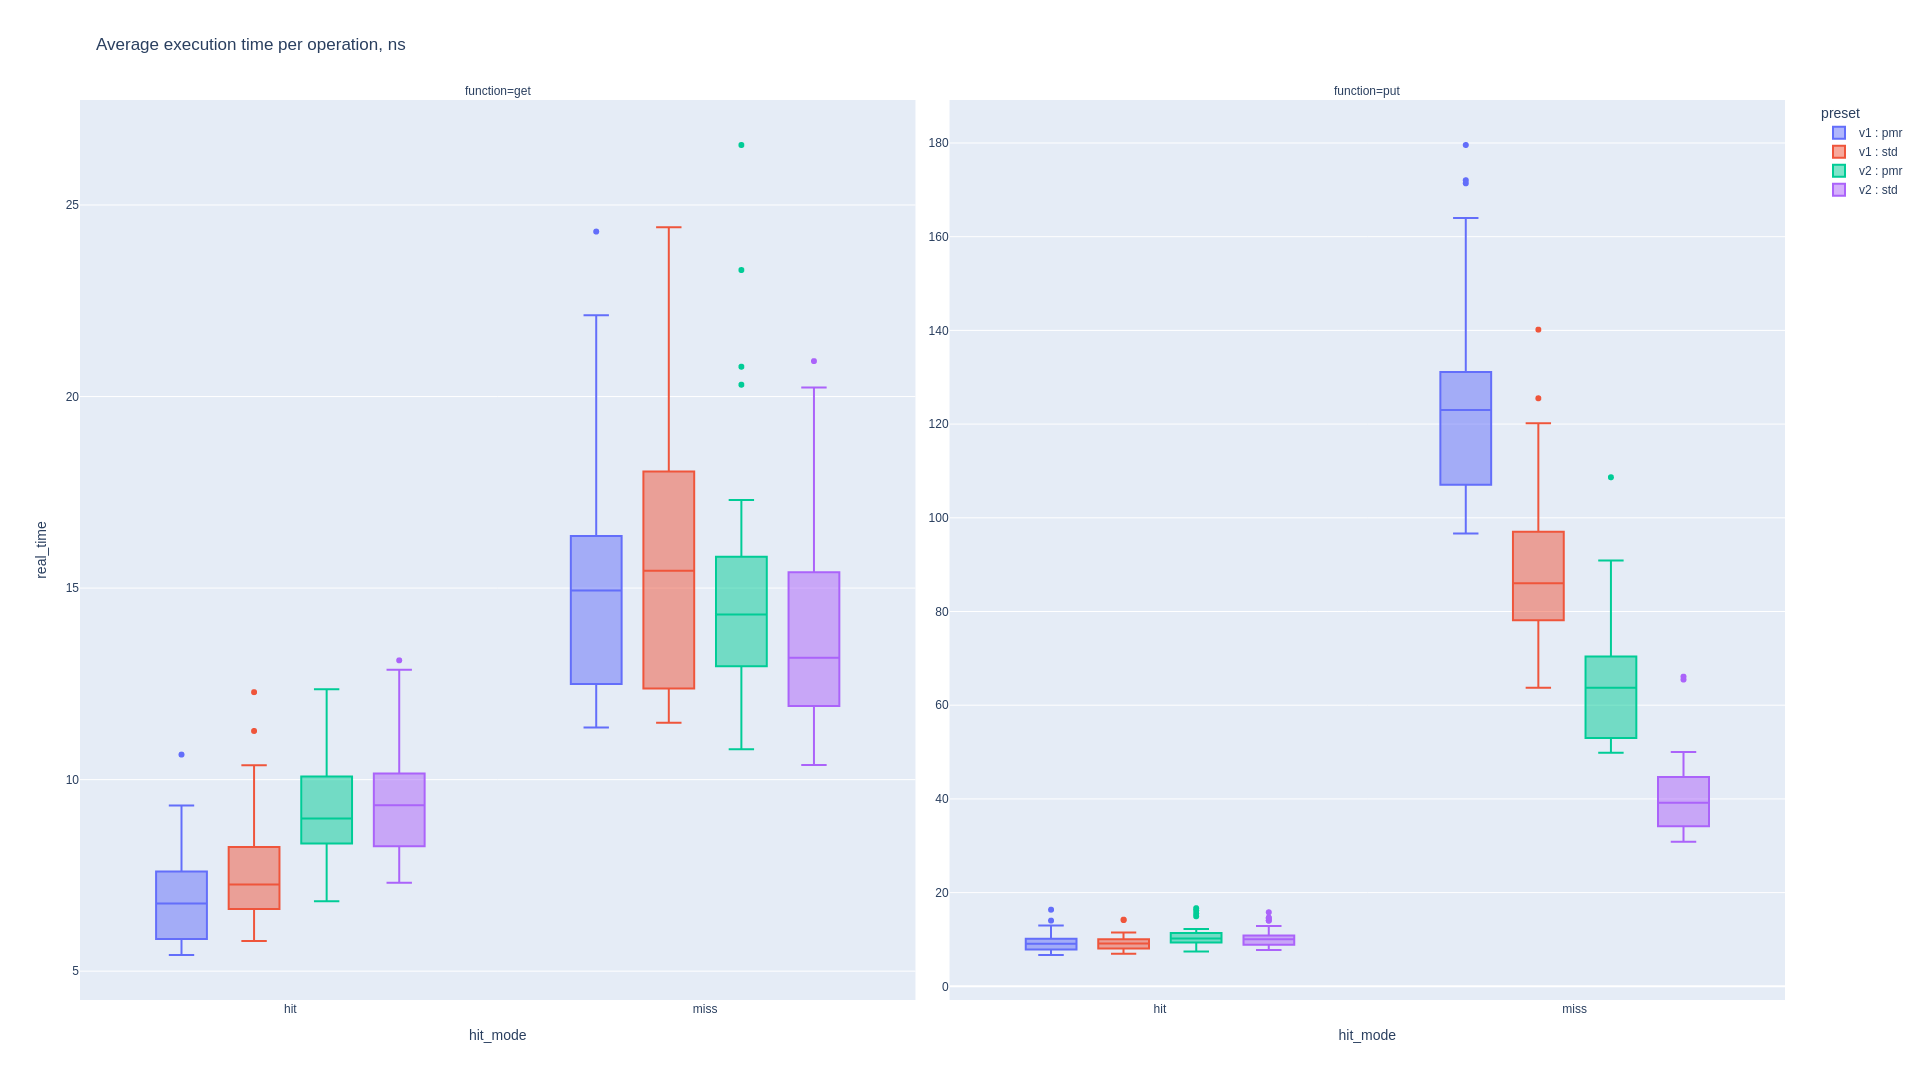 Average execution time per operation, ns
function=get
function=put
preset
v1 : pmr
v1 : std
v2 : pmr
v2 : std
real_time
25
20
15
10
5
180
160
140
120
100
80
60
40
20
0
hit
miss
hit
miss
hit_mode
hit_mode